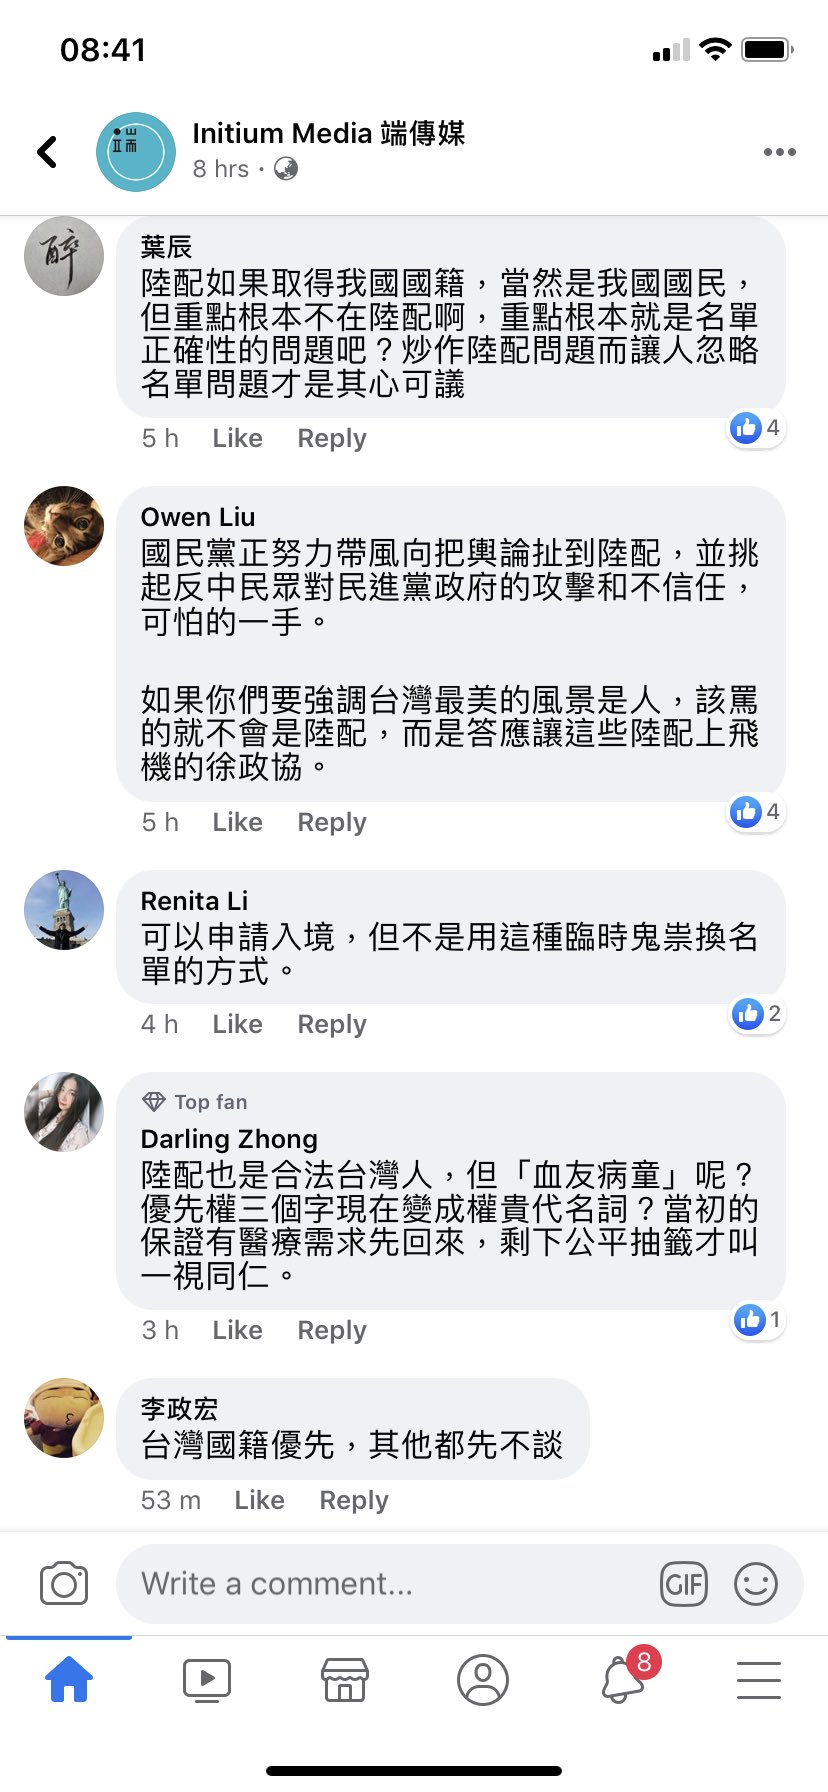 08:41
Initium Media 端傳媒
8 hrs ·
葉辰
陸配如果取得我國國籍，當然是我國國民，
但重點根本不在陸配啊，重點根本就是名單
正確性的問題吧？炒作陸配問題而讓人忽略
名單問題才是其心可議
5 h Like Reply 4
Owen Liu
國民黨正努力帶風向把輿論扯到陸配，並挑
起反中民眾對民進黨政府的攻擊和不信任，
可怕的一手。
如果你們要強調台灣最美的風景是人，該罵
的就不會是陸配，而是答應讓這些陸配上飛
機的徐政協。
5 h Like Reply 4
Renita Li
可以申請入境，但不是用這種臨時鬼祟換名
單的方式。
4 h Like Reply 2
Top fan
Darling Zhong
陸配也是合法台灣人，但「血友病童」呢？
優先權三個字現在變成權貴代名詞？當初的
保證有醫療需求先回來，剩下公平抽籤才叫
一視同仁。
3 h Like Reply 1
李政宏
台灣國籍優先，其他都先不談
53 m Like Reply
Write a comment...
GIF
8